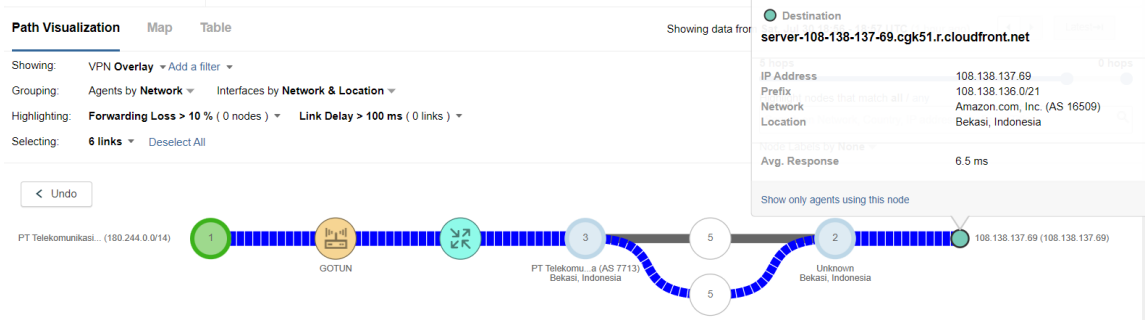 Path Visualization Map Table
Showing data from
Showing: VPN Overlay Add a filter
Grouping: Agents by Network Interfaces by Network & Location
Highlighting: Forwarding Loss > 10 % ( 0 nodes ) Link Delay > 100 ms ( 0 links )
Selecting: 6 links Deselect All
Undo
Destination
server-108-138-137-69.cgk51.r.cloudfront.net
IP Address 108.138.137.69
Prefix 108.138.136.0/21
Network Amazon.com, Inc. (AS 16509)
Location Bekasi, Indonesia
Avg. Response 6.5 ms
Show only agents using this node
PT Telekomunikasi... (180.244.0.0/14)
1
GOTUN
3
PT Telekomu...a (AS 7713)
Bekasi, Indonesia
5
5
2
Unknown
Bekasi, Indonesia
108.138.137.69 (108.138.137.69)